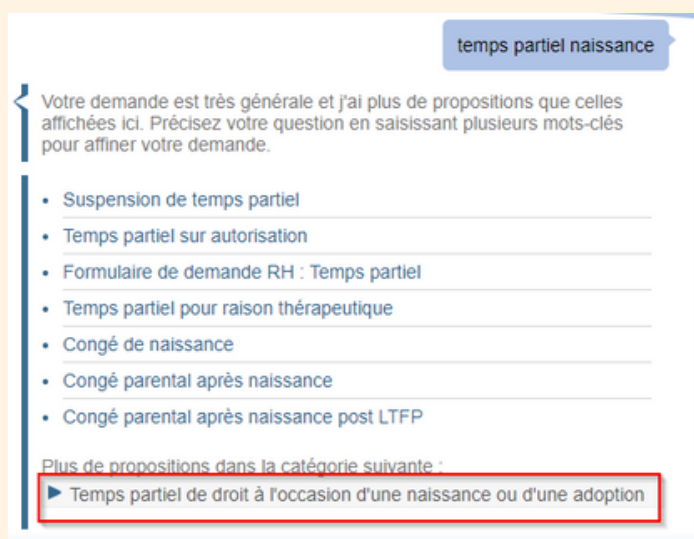 temps partiel naissance
Votre demande est très générale et j'ai plus de propositions que celles
affichées ici. Précisez votre question en saisissant plusieurs mots-clés
pour affiner votre demande.
• Suspension de temps partiel
• Temps partiel sur autorisation
• Formulaire de demande RH : Temps partiel
• Temps partiel pour raison thérapeutique
• Congé de naissance
• Congé parental après naissance
• Congé parental après naissance post LTFP
Plus de propositions dans la catégorie suivante :
Temps partiel de droit à l'occasion d'une naissance ou d'une adoption